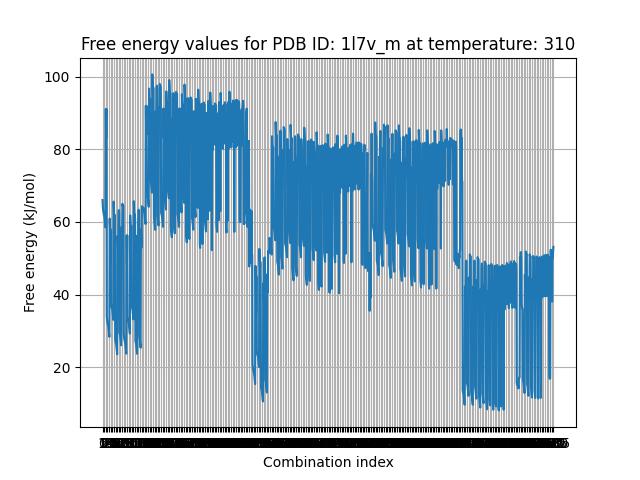 Free energy values for PDB ID: 1l7v_m at temperature: 310
100
80
60
40
20
Free energy (kJ/mol)
Combination index